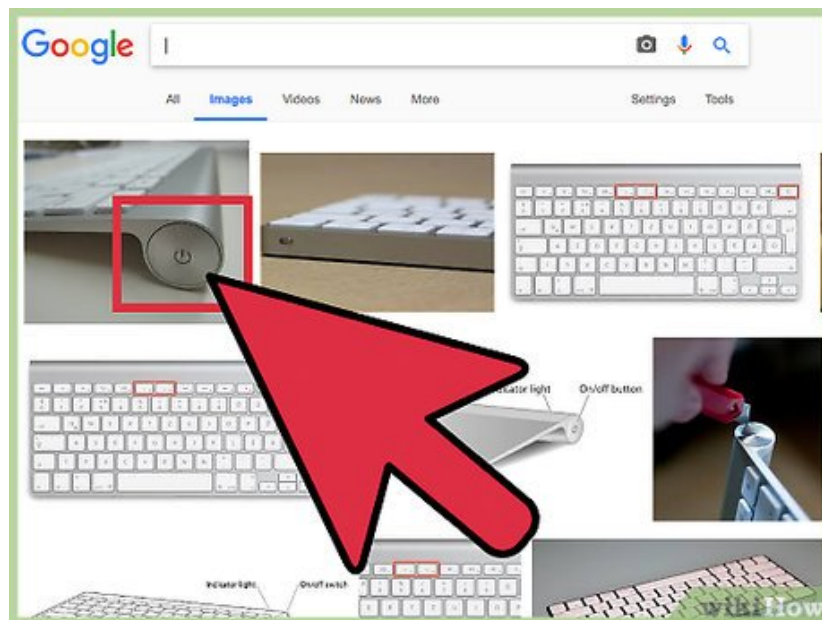 Google
All Images Videos News More Settings Tools
Indicator light On/off button
Indicator light On/off switch
wikiHow